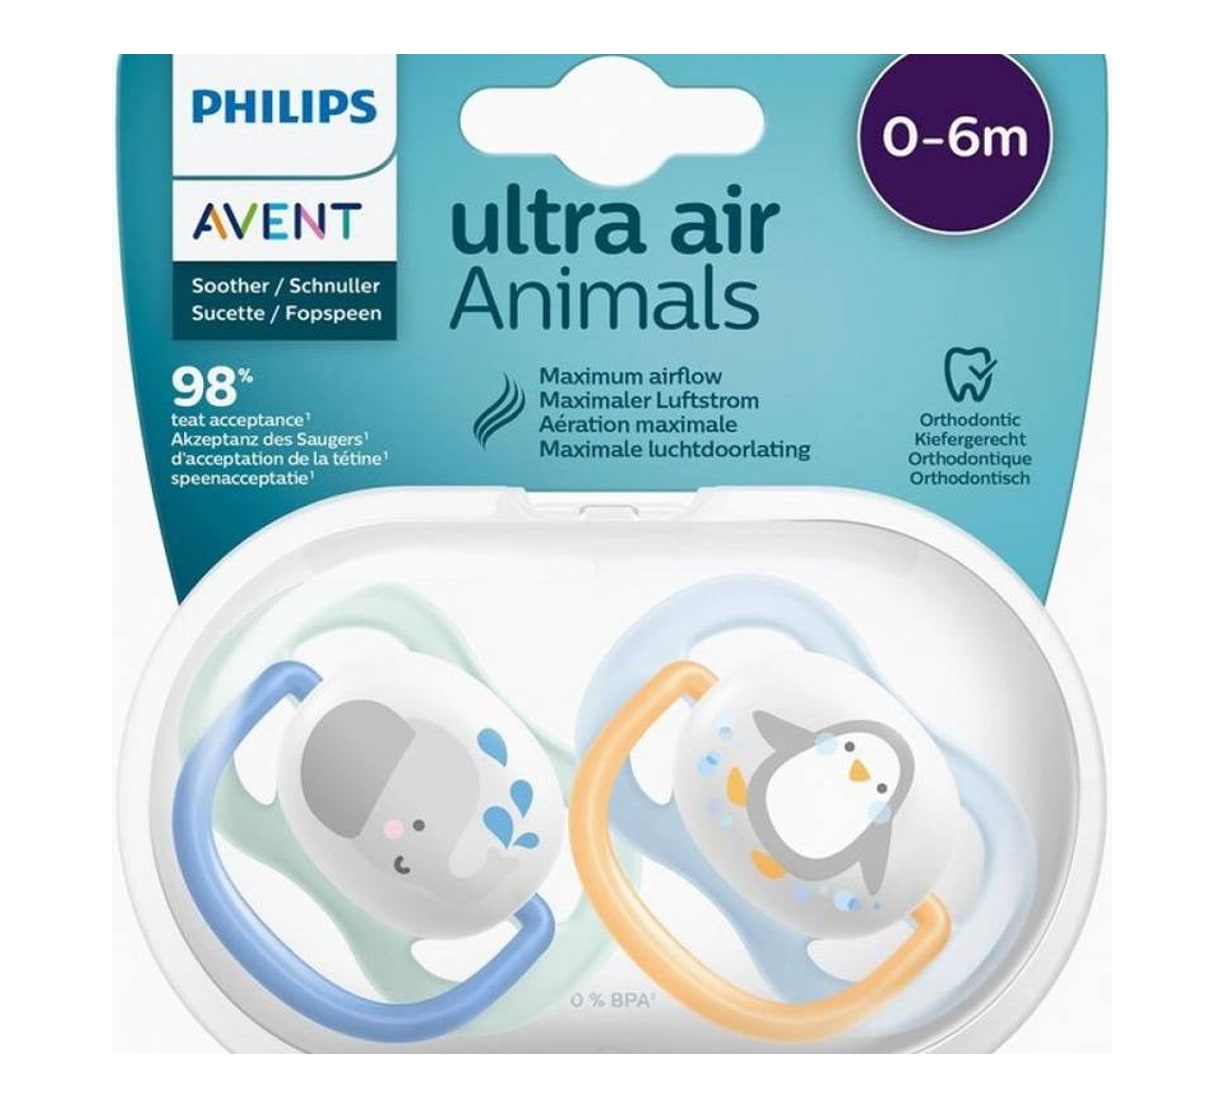 PHILIPS
AVENT
Soother / Schnuller
Sucette / Fopspeen
0-6m
ultra air
Animals
98%
teat acceptance¹
Akzeptanz des Saugers¹
d'acceptation de la tétine¹
speenacceptatie¹
Maximum airflow
Maximaler Luftstrom
Aération maximale
Maximale luchtdoorlating
Orthodontic
Kiefergerecht
Orthodontique
Orthodontisch
0 % BPA²